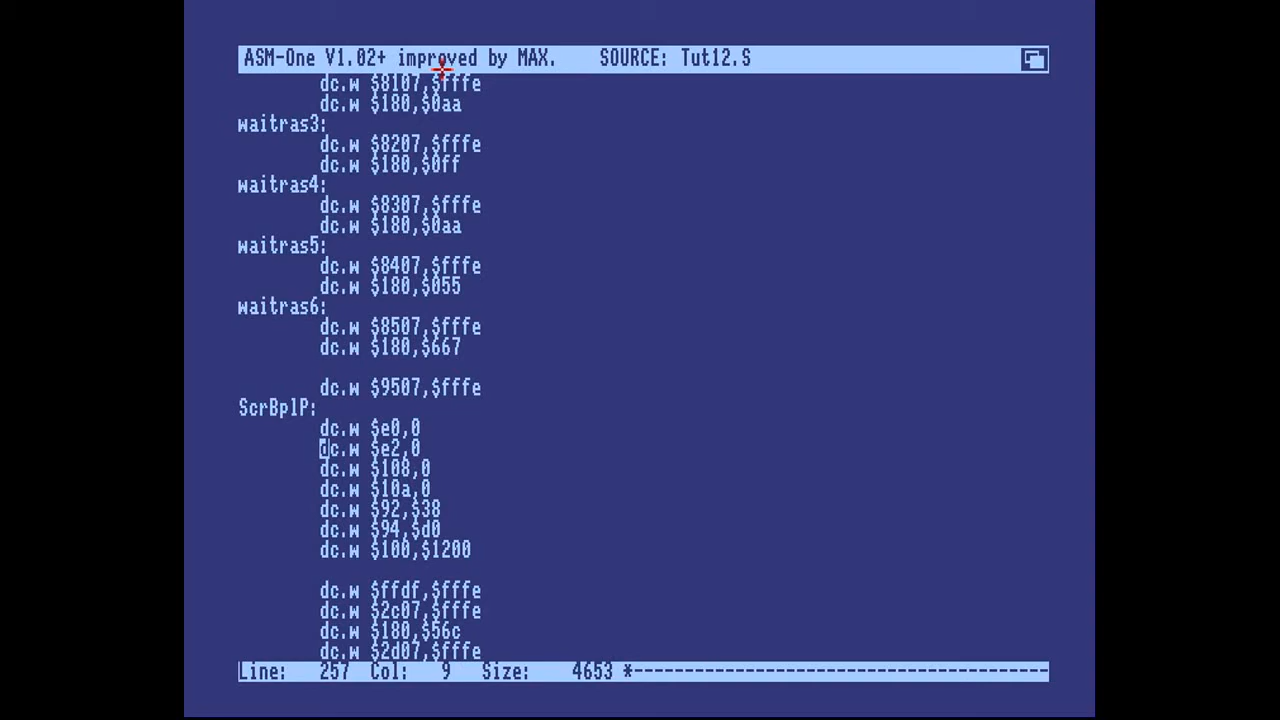 ASM-One V1.02+ improved by MAX.    SOURCE: Tut12.S
dc.w $8107,$fffe
dc.w $180,$0aa
waitras3:
dc.w $8207,$fffe
dc.w $180,$0ff
waitras4:
dc.w $8307,$fffe
dc.w $180,$0aa
waitras5:
dc.w $8407,$fffe
dc.w $180,$055
waitras6:
dc.w $8507,$fffe
dc.w $180,$667
dc.w $9507,$fffe
ScrBplP:
dc.w $e0,0
dc.w $e2,0
dc.w $108,0
dc.w $10a,0
dc.w $92,$38
dc.w $94,$d0
dc.w $100,$1200
dc.w $ffdf,$fffe
dc.w $2c07,$fffe
dc.w $180,$56c
dc.w $2d07,$fffe
Line:   257  Col:   9   Size:    4653 *-----------------------------------------